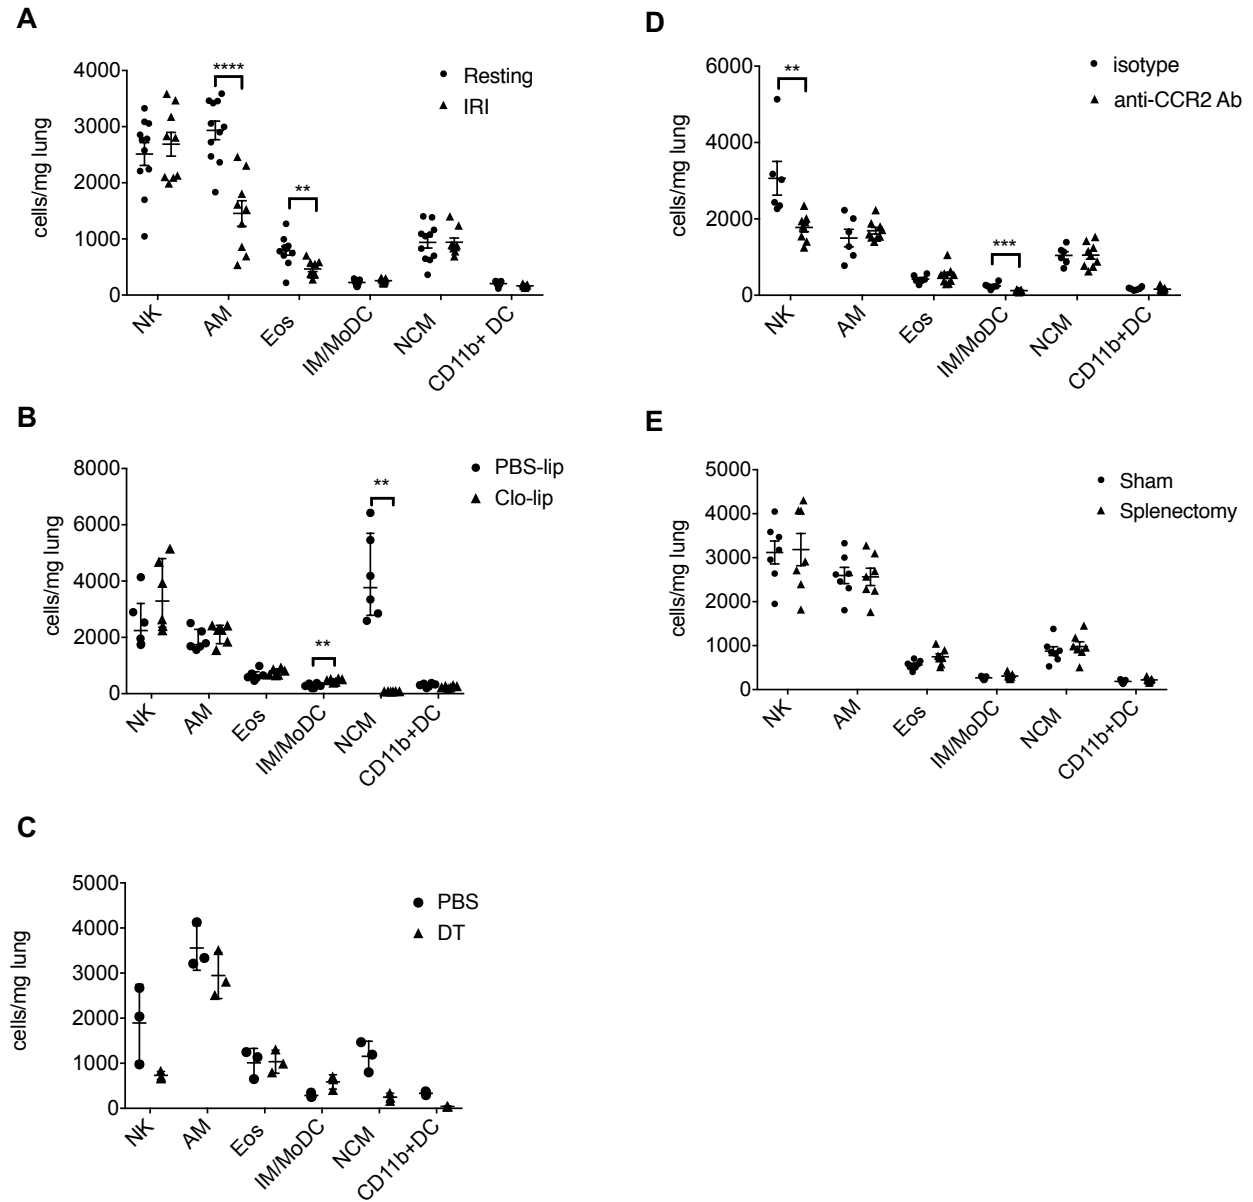 A
cells/mg lung
4000
3000
2000
1000
0
****
**
Resting
IRI
NK
AM
Eos
IM/MoDC
NCM
CD11b+ DC
B
cells/mg lung
8000
6000
4000
2000
0
**
**
PBS-lip
Clo-lip
NK
AM
Eos
IM/MoDC
NCM
CD11b+DC
C
cells/mg lung
5000
4000
3000
2000
1000
0
PBS
DT
NK
AM
Eos
IM/MoDC
NCM
CD11b+DC
D
cells/mg lung
6000
4000
2000
0
**
***
isotype
anti-CCR2 Ab
NK
AM
Eos
IM/MoDC
NCM
CD11b+DC
E
cells/mg lung
5000
4000
3000
2000
1000
0
Sham
Splenectomy
NK
AM
Eos
IM/MoDC
NCM
CD11b+DC